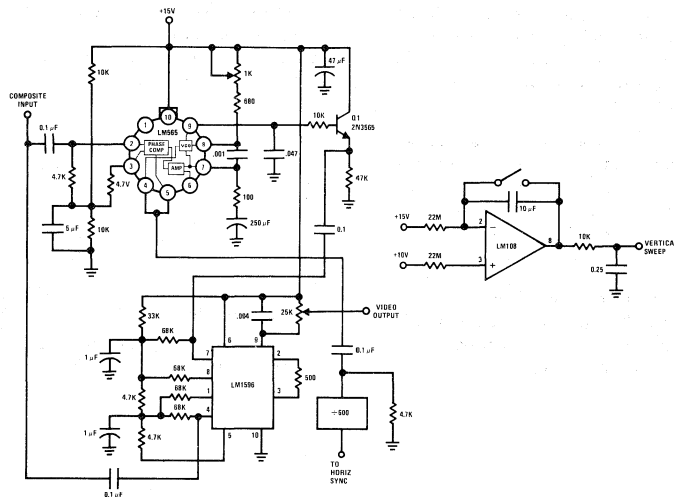 +15V
10K
1K
47 µF
COMPOSITE
INPUT
680
0.1 µF
1
10
9
LM565
2
8
PHASE
COMP
VCO
3
AMP
7
4
5
6
10K
Q.1
2N3565
.001
.047
4.7K
4.7V
100
47K
5 µF
10K
250 µF
0.1
10 µF
+15V
22M
2
−
LM108
8
10K
VERTICA
SWEEP
+10V
22M
3
+
0.25
33K
.004
25K
VIDEO
OUTPUT
6
9
68K
7
1 µF
2
68K
8
LM1596
500
0.1 µF
4.7K
68K
1
3
68K
4
÷600
4.7K
1 µF
4.7K
5
10
TO
HORIZ
SYNC
0.1 µF